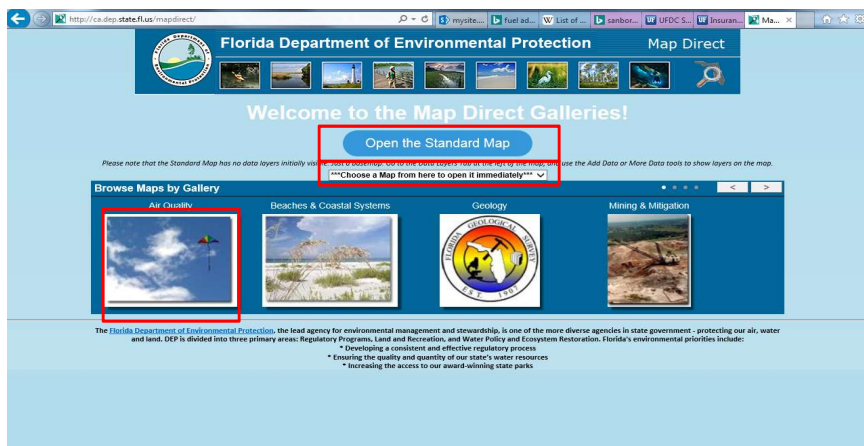 http://ca.dep.state.fl.us/mapdirect/
mysite.... fuel ad... List of ... sanbor... UFDC S... Insuran... Ma...
Florida Department of Environmental Protection Map Direct
Welcome to the Map Direct Galleries!
Open the Standard Map
Please note that the Standard Map has no data layers initially Just a basemap. Go to the Data Layers Tab at the left of the map, and use the Add Data or More Data tools to show layers on the map.
***Choose a Map from here to open it immediately***
Browse Maps by Gallery < >
Air Quality Beaches & Coastal Systems Geology Mining & Mitigation
FLORIDA GEOLOGICAL SURVEY
EST. 1907
The Florida Department of Environmental Protection, the lead agency for environmental management and stewardship, is one of the more diverse agencies in state government - protecting our air, water
and land. DEP is divided into three primary areas: Regulatory Programs, Land and Recreation, and Water Policy and Ecosystem Restoration. Florida's environmental priorities include:
* Developing a consistent and effective regulatory process
* Ensuring the quality and quantity of our state's water resources
* Increasing the access to our award-winning state parks